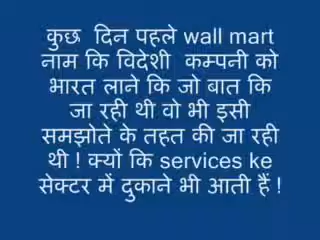 कुछ  दिन पहले wall mart
नाम कि विदेशी  कम्पनी को
भारत लाने कि जो बात कि
जा रही थी वो भी इसी
समझोते के तहत की जा रही
थी ! क्यों कि services ke
सेक्टर में दुकाने भी आती हैं !